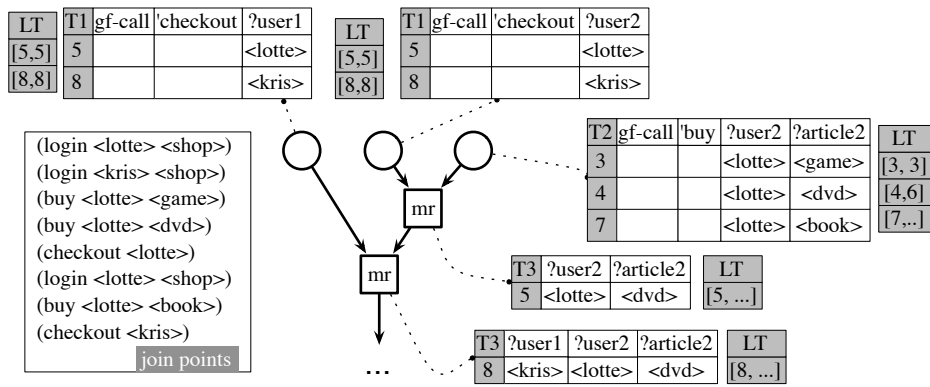 LT
[5,5]
[8,8]
T1 gf-call 'checkout ?user1
5 <lotte>
8 <kris>
LT
[5,5]
[8,8]
T1 gf-call 'checkout ?user2
5 <lotte>
8 <kris>
T2 gf-call 'buy ?user2 ?article2
3 <lotte> <game>
4 <lotte> <dvd>
7 <lotte> <book>
LT
[3, 3]
[4,6]
[7,..]
(login <lotte> <shop>)
(login <kris> <shop>)
(buy <lotte> <game>)
(buy <lotte> <dvd>)
(checkout <lotte>)
(login <lotte> <shop>)
(buy <lotte> <book>)
(checkout <kris>)
join points
mr
mr
...
T3 ?user2 ?article2
5 <lotte> <dvd>
LT
[5, ...]
T3 ?user1 ?user2 ?article2
8 <kris> <lotte> <dvd>
LT
[8, ...]